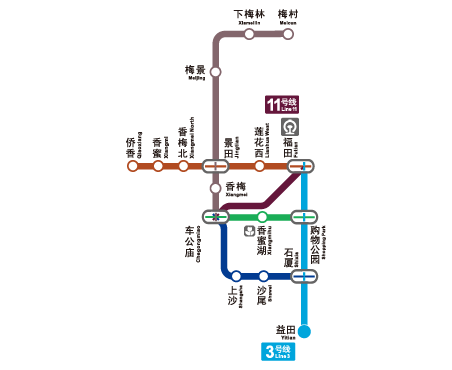 下梅林
Xiameilin
梅村
Meicun
梅景
Meijing
11号线
Line 11
侨香
Qiaoxiang
香蜜
Xiangmi
香梅北
Xiangmei North
景田
Jingtian
莲花西
Lianhua West
福田
Futian
香梅
Xiangmei
车公庙
Chegongmiao
香蜜湖
Xiangmihu
购物公园
Shopping Park
石厦
Shixia
上沙
Shangsha
沙尾
Shawei
益田
Yitian
3号线
Line 3